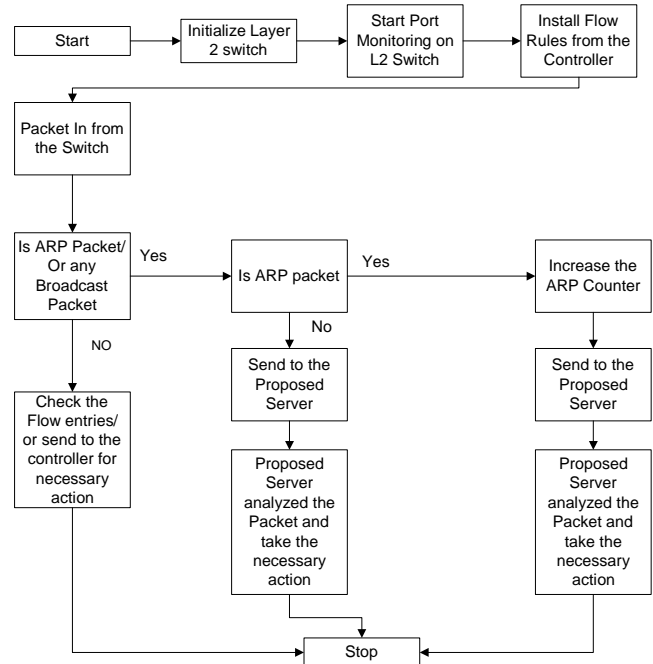 Start
Initialize Layer
2 switch
Start Port
Monitoring on
L2 Switch
Install Flow
Rules from the
Controller
Packet In from
the Switch
Is ARP Packet/
Or any
Broadcast
Packet
Yes
Is ARP packet
Yes
Increase the
ARP Counter
NO
No
Check the
Flow entries/
or send to the
controller for
necessary
action
Send to the
Proposed
Server
Send to the
Proposed
Server
Proposed
Server
analyzed the
Packet and
take the
necessary
action
Proposed
Server
analyzed the
Packet and
take the
necessary
action
Stop